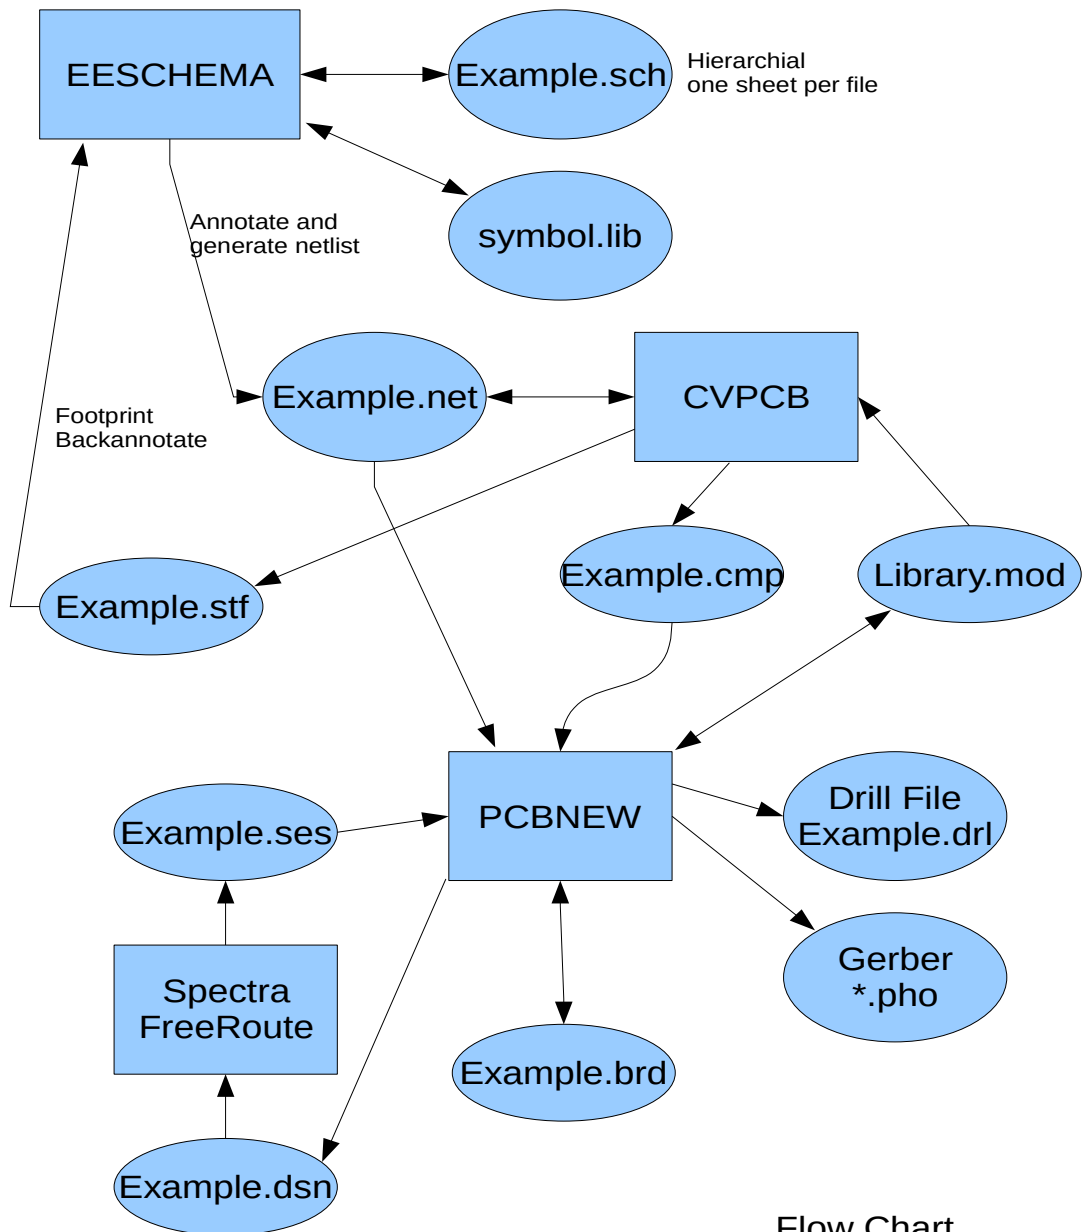 EESCHEMA
Example.sch
Hierarchial
one sheet per file
symbol.lib
Annotate and
generate netlist
Example.net
CVPCB
Footprint
Backannotate
Example.stf
Example.cmp
Library.mod
PCBNEW
Example.ses
Drill File
Example.drl
Gerber
*.pho
Spectra
FreeRoute
Example.brd
Example.dsn
Flow Chart